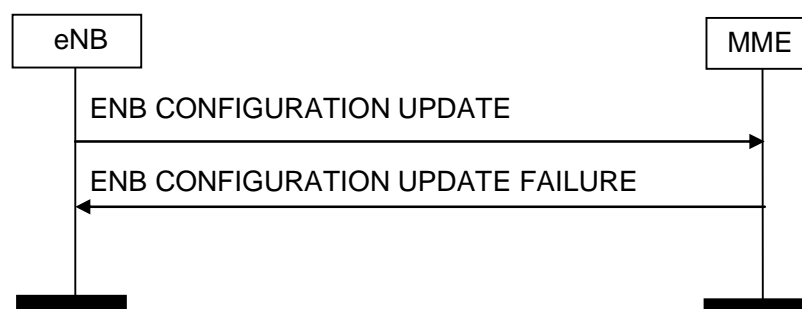 eNB
MME
ENB CONFIGURATION UPDATE
ENB CONFIGURATION UPDATE FAILURE